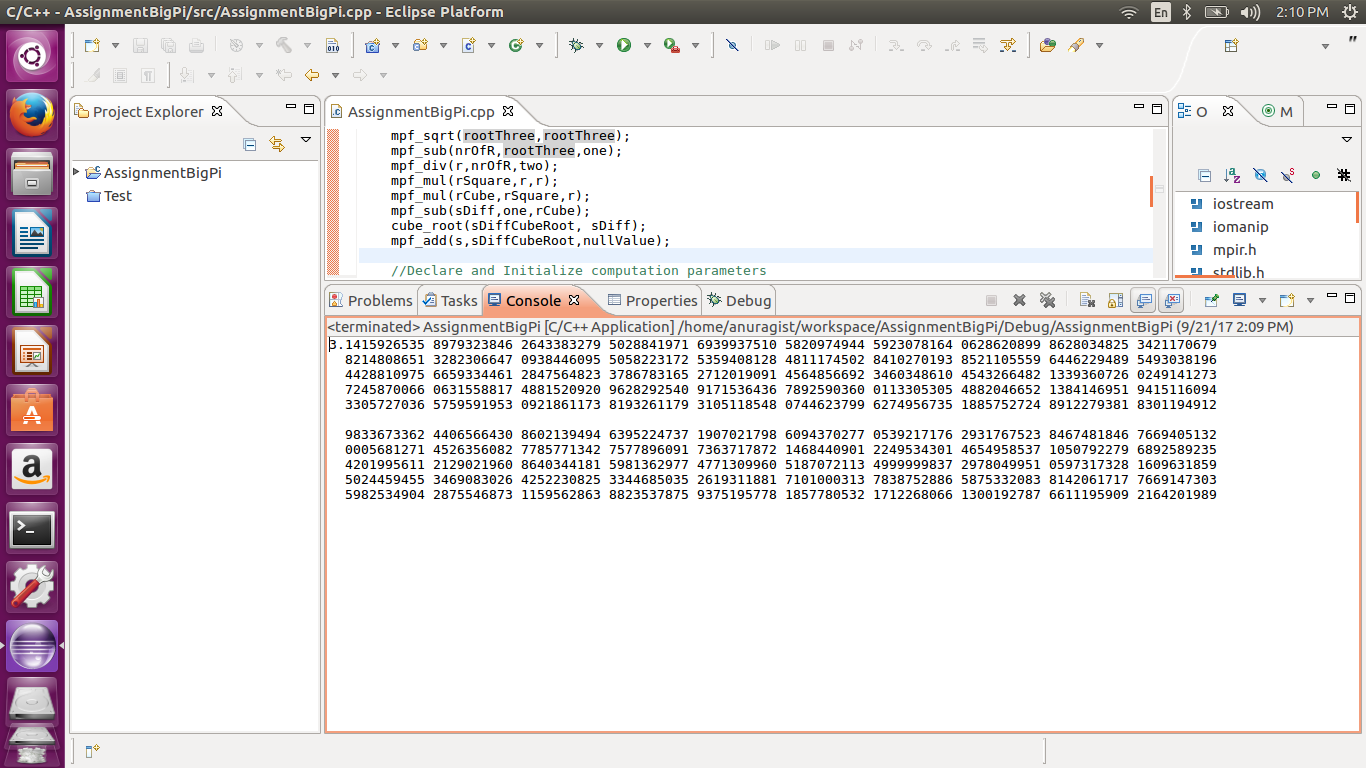 C/C++ - AssignmentBigPi/src/AssignmentBigPi.cpp - Eclipse Platform
En
2:10 PM
Project Explorer
AssignmentBigPi.cpp
O
M
AssignmentBigPi
Test
mpf_sqrt(rootThree,rootThree);
mpf_sub(nrOfR,rootThree,one);
mpf_div(r,nrOfR,two);
mpf_mul(rSquare,r,r);
mpf_mul(rCube,rSquare,r);
mpf_sub(sDiff,one,rCube);
cube_root(sDiffCubeRoot, sDiff);
mpf_add(s,sDiffCubeRoot,nullValue);
//Declare and Initialize computation parameters
iostream
iomanip
mpir.h
stdlib.h
Problems Tasks Console Properties Debug
<terminated> AssignmentBigPi [C/C++ Application] /home/anuragist/workspace/AssignmentBigPi/Debug/AssignmentBigPi (9/21/17 2:09 PM)
3.1415926535 8979323846 2643383279 5028841971 6939937510 5820974944 5923078164 0628620899 8628034825 3421170679
8214808651 3282306647 0938446095 5058223172 5359408128 4811174502 8410270193 8521105559 6446229489 5493038196
4428810975 6659334461 2847564823 3786783165 2712019091 4564856692 3460348610 4543266482 1339360726 0249141273
7245870066 0631558817 4881520920 9628292540 9171536436 7892590360 0113305305 4882046652 1384146951 9415116094
3305727036 5759591953 0921861173 8193261179 3105118548 0744623799 6274956735 1885752724 8912279381 8301194912
9833673362 4406566430 8602139494 6395224737 1907021798 6094370277 0539217176 2931767523 8467481846 7669405132
0005681271 4526356082 7785771342 7577896091 7363717872 1468440901 2249534301 4654958537 1050792279 6892589235
4201995611 2129021960 8640344181 5981362977 4771309960 5187072113 4999999837 2978049951 0597317328 1609631859
5024459455 3469083026 4252230825 3344685035 2619311881 7101000313 7838752886 5875332083 8142061717 7669147303
5982534904 2875546873 1159562863 8823537875 9375195778 1857780532 1712268066 1300192787 6611195909 2164201989